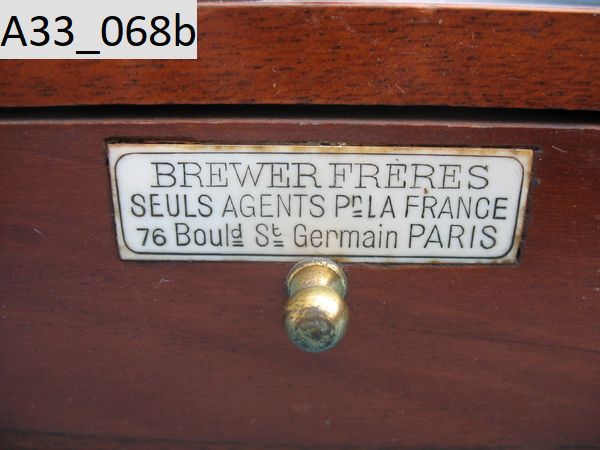 A33_068b
BREWER FRÈRES
SEULS AGENTS Pr LA FRANCE
76 Bould St Germain PARIS